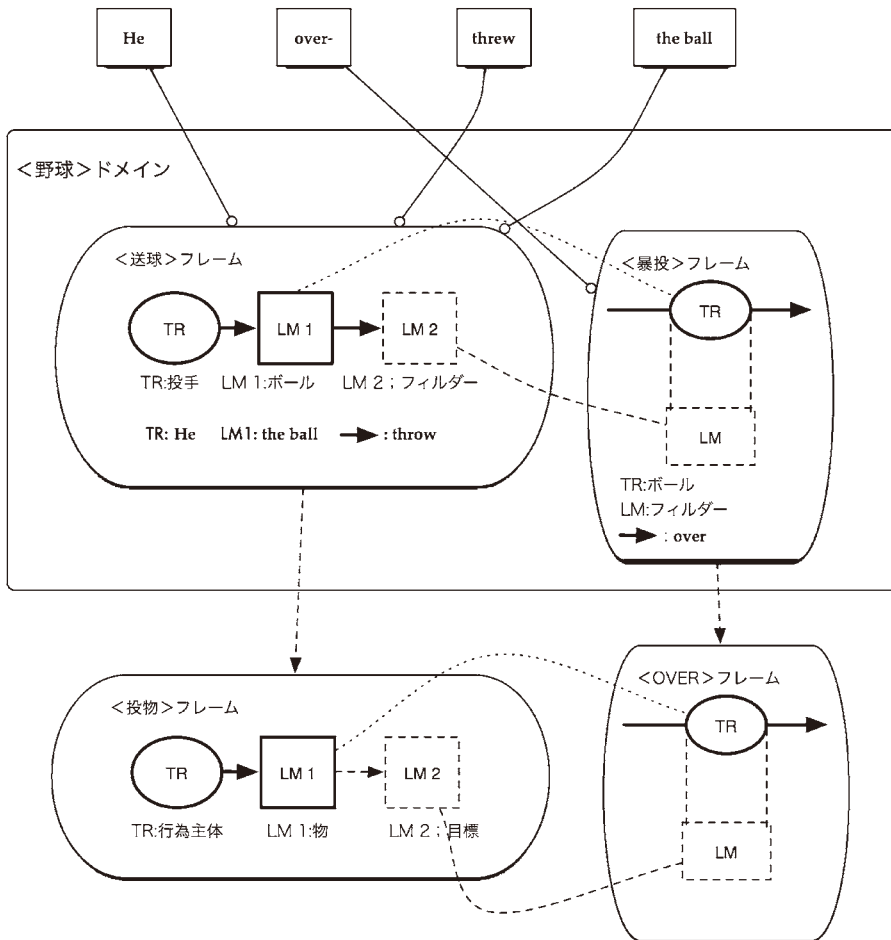 He
over-
threw
the ball
＜野球＞ドメイン
＜送球＞フレーム
TR
LM 1
LM 2
TR:投手
LM 1:ボール
LM 2；フィルダー
TR: He
LM1: the ball
: throw
＜暴投＞フレーム
TR
LM
TR:ボール
LM:フィルダー
: over
＜投物＞フレーム
TR
LM 1
LM 2
TR:行為主体
LM 1:物
LM 2；目標
＜OVER＞フレーム
TR
LM